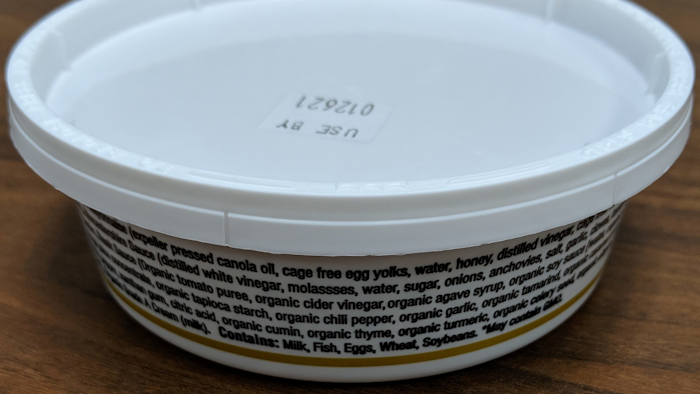 USE BY
012621
(expeller pressed canola oil, cage free egg yolks, water, honey, distilled vinegar, cage
Sauce (distilled white vinegar, molassses, water, sugar, onions, anchovies, salt, garlic,
(Organic tomato puree, organic cider vinegar, organic agave syrup, organic soy sauce
organic tapioca starch, organic chili pepper, organic garlic, organic tamarind,
gum, citric acid, organic cumin, organic thyme, organic turmeric, organic celery seed,
A Cream (milk). Contains: Milk, Fish, Eggs, Wheat, Soybeans. *May contain GMO.